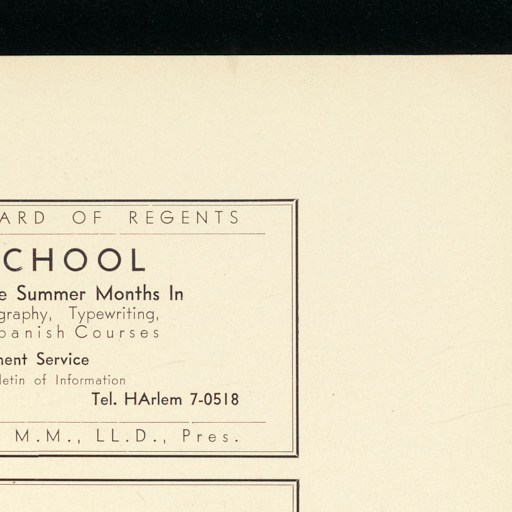 ARD OF REGENTS
CHOOL
e Summer Months In
graphy, Typewriting,
panish Courses
ment Service
letin of Information
Tel. HArlem 7-0518
M.M., LL.D., Pres.